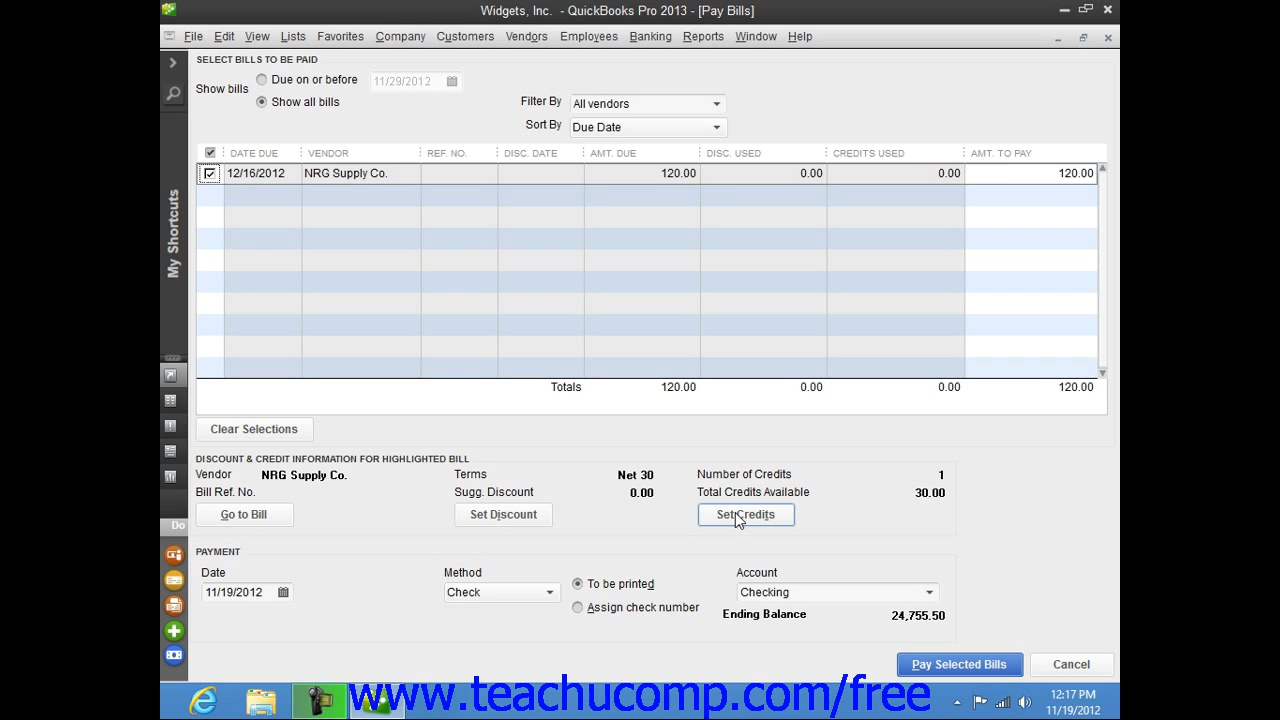 Widgets, Inc. - QuickBooks Pro 2013 - [Pay Bills]
File Edit View Lists Favorites Company Customers Vendors Employees Banking Reports Window Help
SELECT BILLS TO BE PAID
Show bills
Due on or before 11/29/2012
Show all bills
Filter By All vendors
Sort By Due Date
DATE DUE VENDOR REF. NO. DISC. DATE AMT. DUE DISC. USED CREDITS USED AMT. TO PAY
12/16/2012 NRG Supply Co. 120.00 0.00 0.00 120.00
Totals 120.00 0.00 0.00 120.00
My Shortcuts
Clear Selections
DISCOUNT & CREDIT INFORMATION FOR HIGHLIGHTED BILL
Vendor NRG Supply Co. Terms Net 30 Number of Credits 1
Bill Ref. No. Sugg. Discount 0.00 Total Credits Available 30.00
Go to Bill Set Discount Set Credits
Do
PAYMENT
Date Method Account
11/19/2012 Check To be printed Checking
Assign check number
Ending Balance 24,755.50
Pay Selected Bills Cancel
www.teachucomp.com/free
12:17 PM
11/19/2012